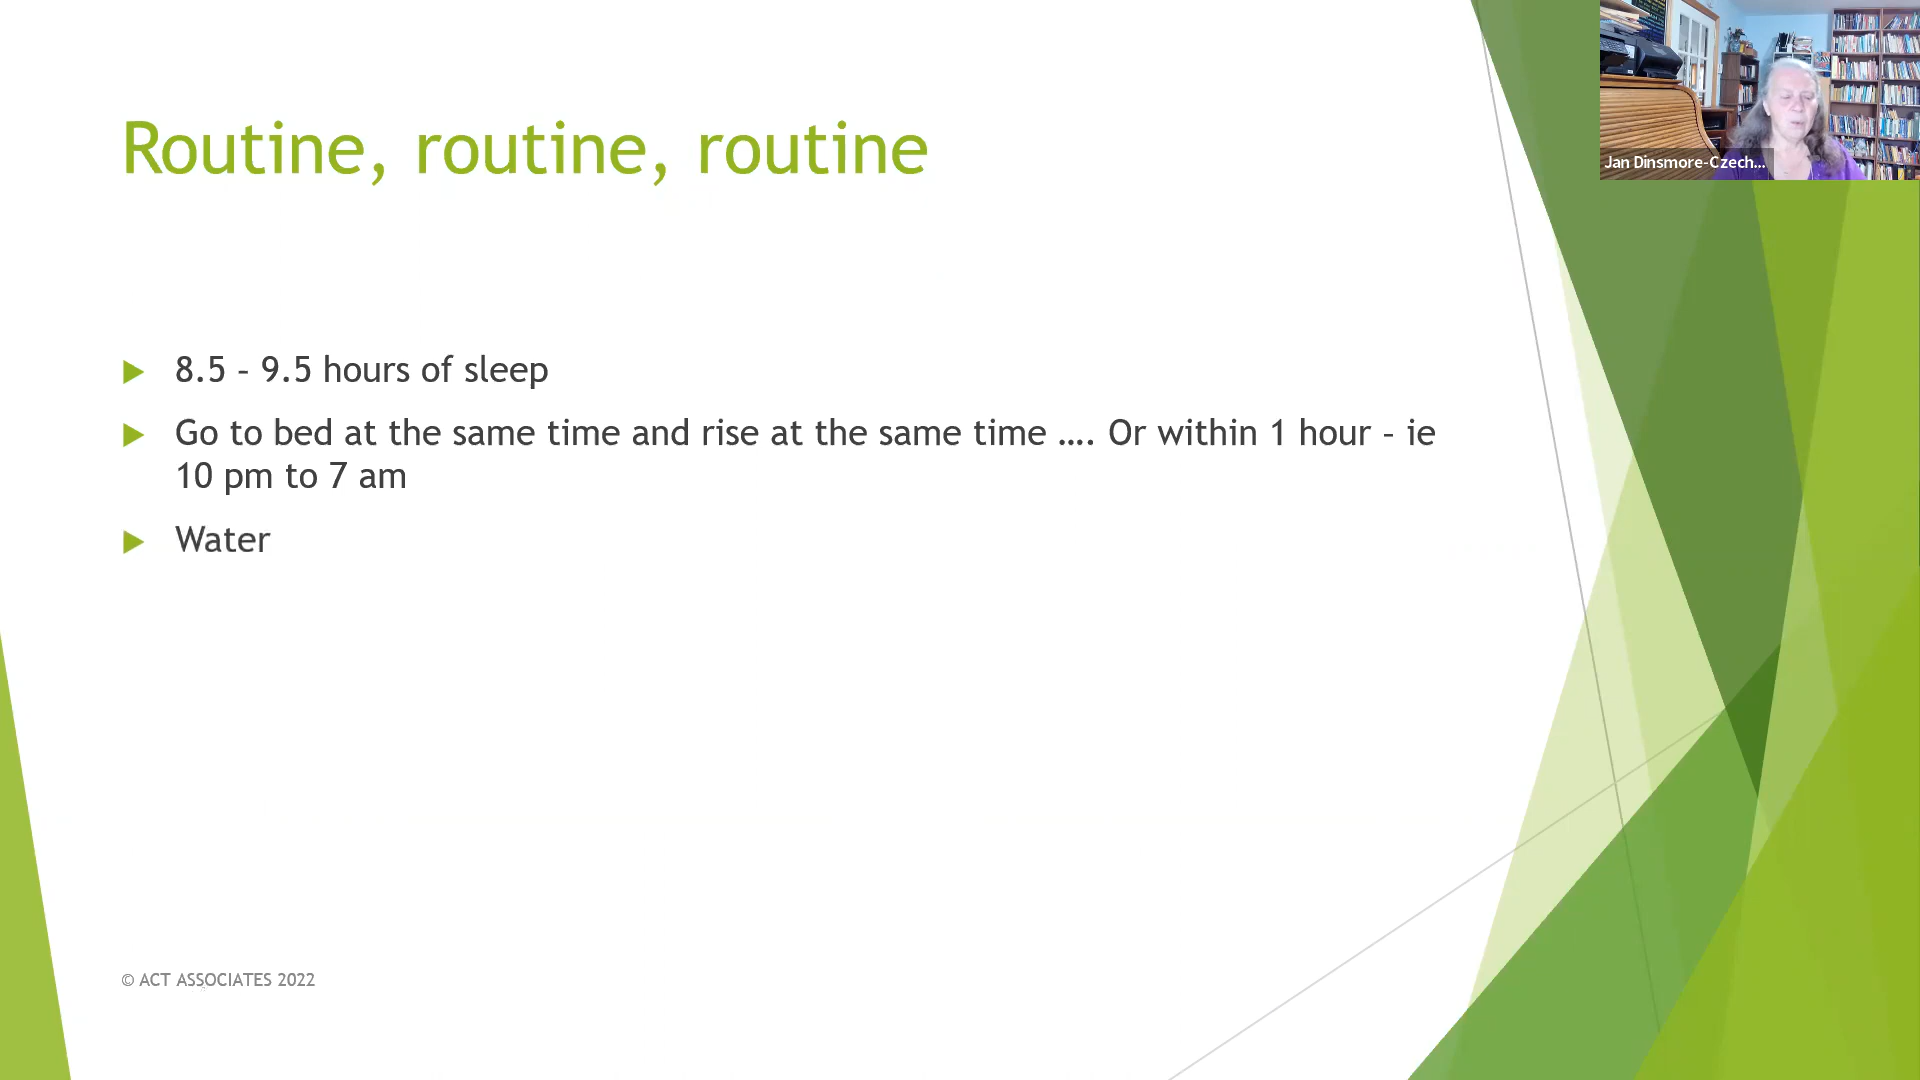 Routine, routine, routine
Jan Dinsmore-Czech...
8.5 – 9.5 hours of sleep
Go to bed at the same time and rise at the same time .... Or within 1 hour – ie
10 pm to 7 am
Water
© ACT ASSOCIATES 2022